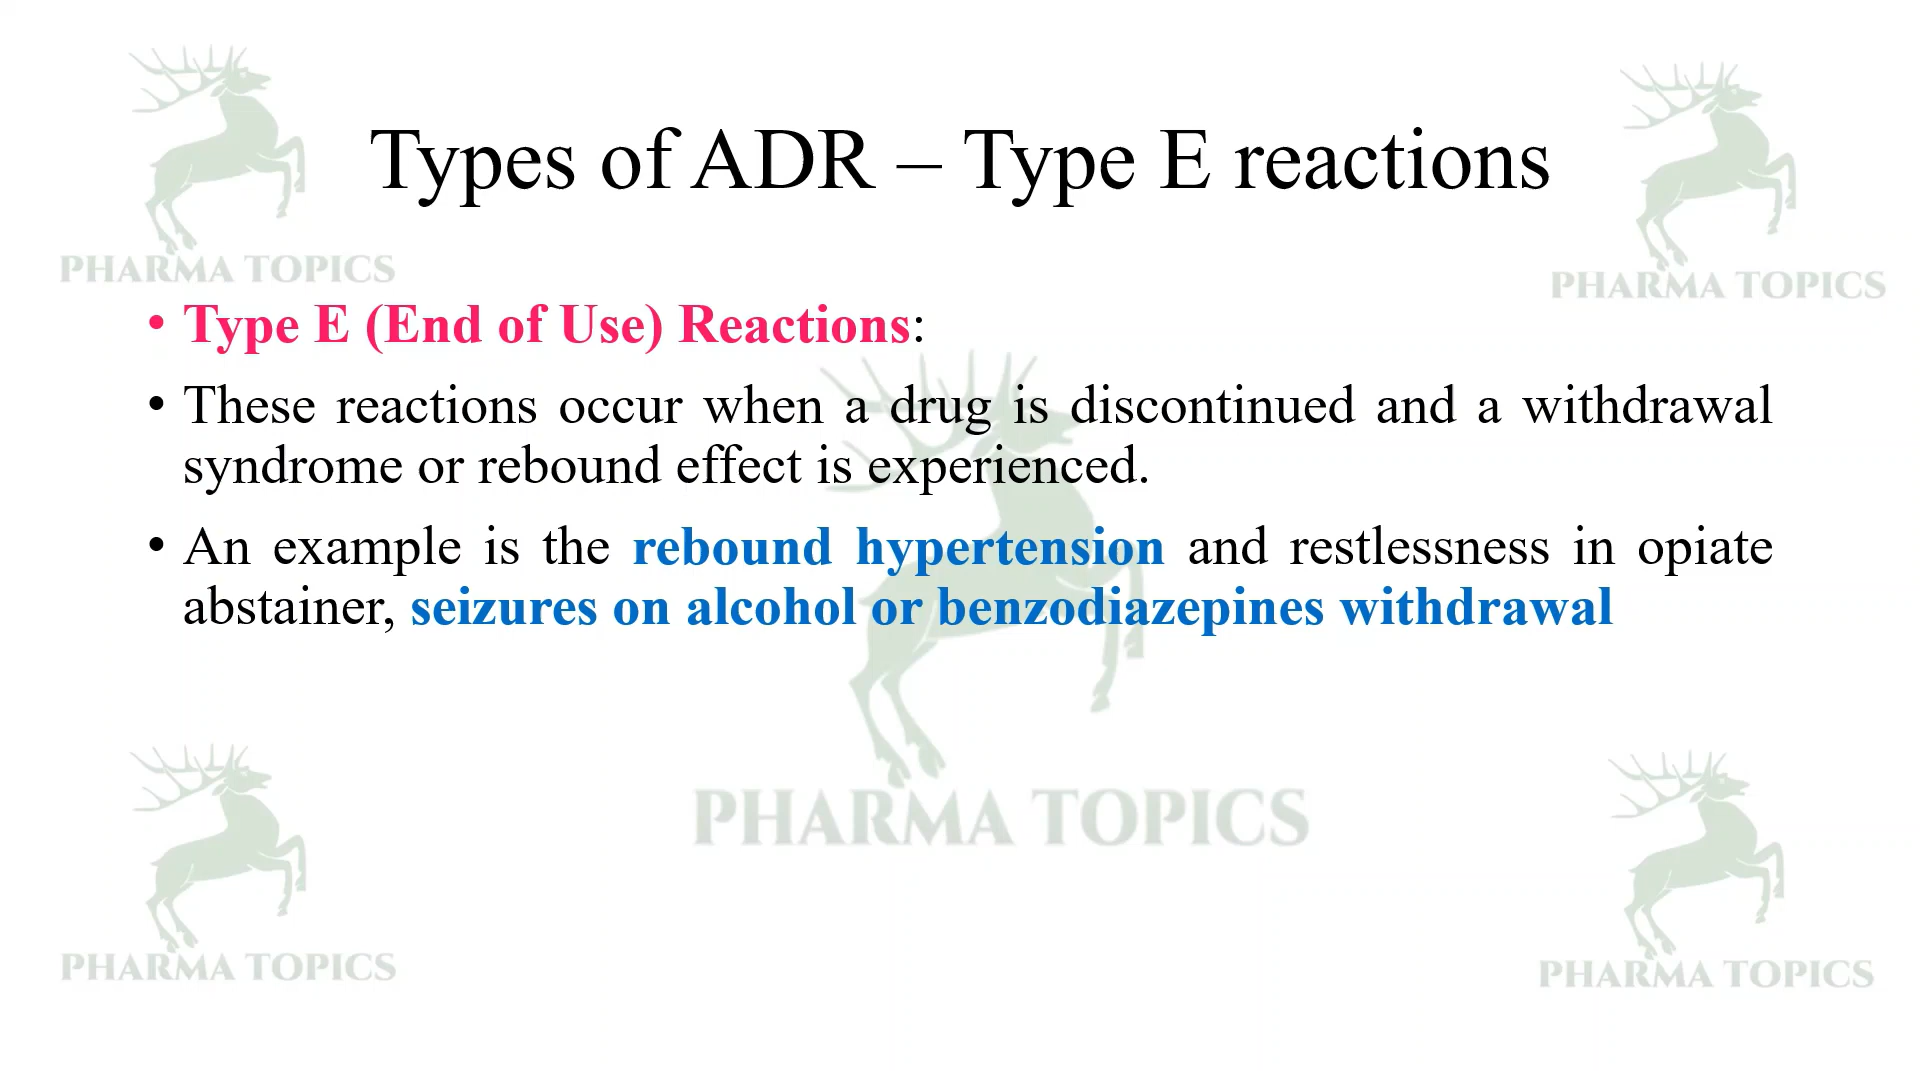 Types of ADR – Type E reactions
PHARMA TOPICS
PHARMA TOPICS
• Type E (End of Use) Reactions:
• These reactions occur when a drug is discontinued and a withdrawal
syndrome or rebound effect is experienced.
• An example is the rebound hypertension and restlessness in opiate
abstainer, seizures on alcohol or benzodiazepines withdrawal
PHARMA TOPICS
PHARMA TOPICS
PHARMA TOPICS